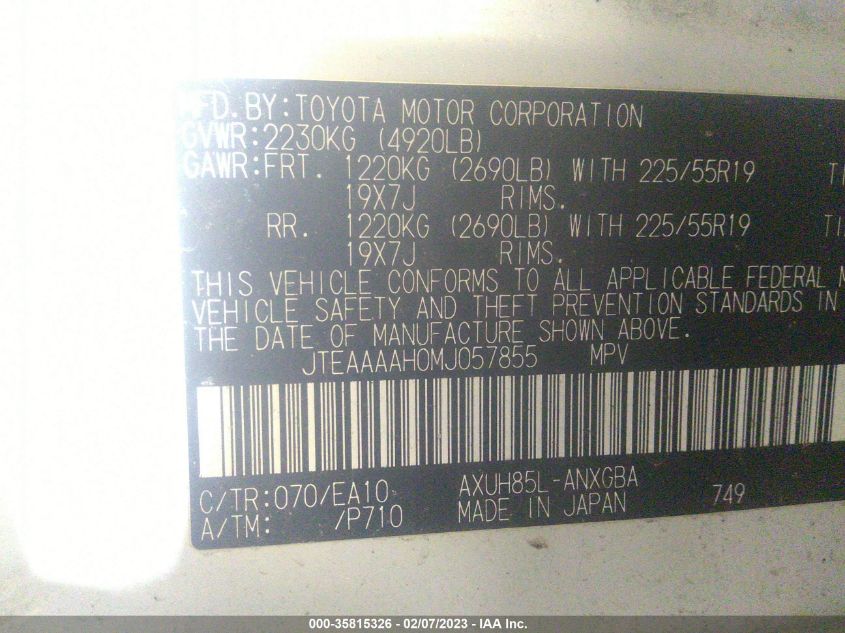 MFD. BY: TOYOTA MOTOR CORPORATION
GVWR: 2230KG (4920LB)
GAWR: FRT. 1220KG (2690LB) WITH 225/55R19 TI
19X7J RIMS.
RR. 1220KG (2690LB) WITH 225/55R19 TI
19X7J RIMS.
THIS VEHICLE CONFORMS TO ALL APPLICABLE FEDERAL M
VEHICLE SAFETY AND THEFT PREVENTION STANDARDS IN
THE DATE OF MANUFACTURE SHOWN ABOVE.
JTEAAAAH0MJ057855 MPV
C/TR: 070/EA10 AXUH85L-ANXGBA 749
A/TM: /P710 MADE IN JAPAN
000-35815326 - 02/07/2023 - IAA Inc.